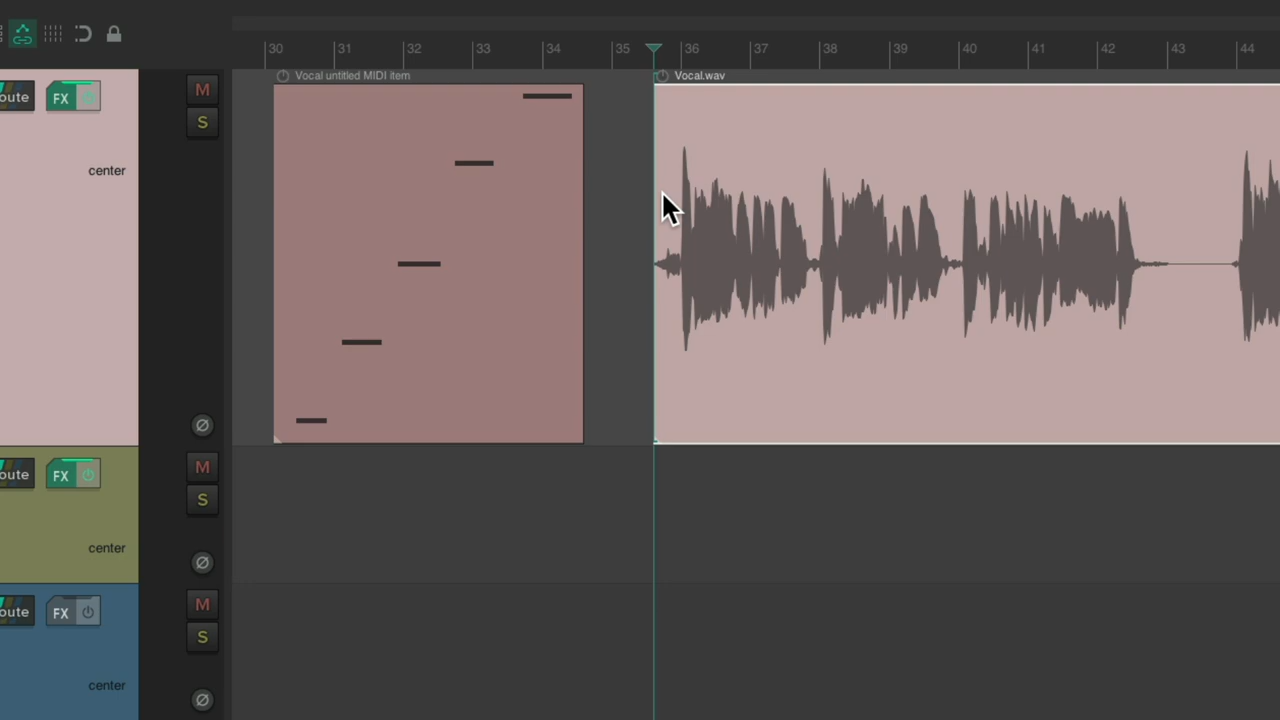 30 31 32 33 34 35 36 37 38 39 40 41 42 43 44
Vocal untitled MIDI item
Vocal.wav
oute FX M
S
center
oute FX M
S
center
oute FX M
S
center